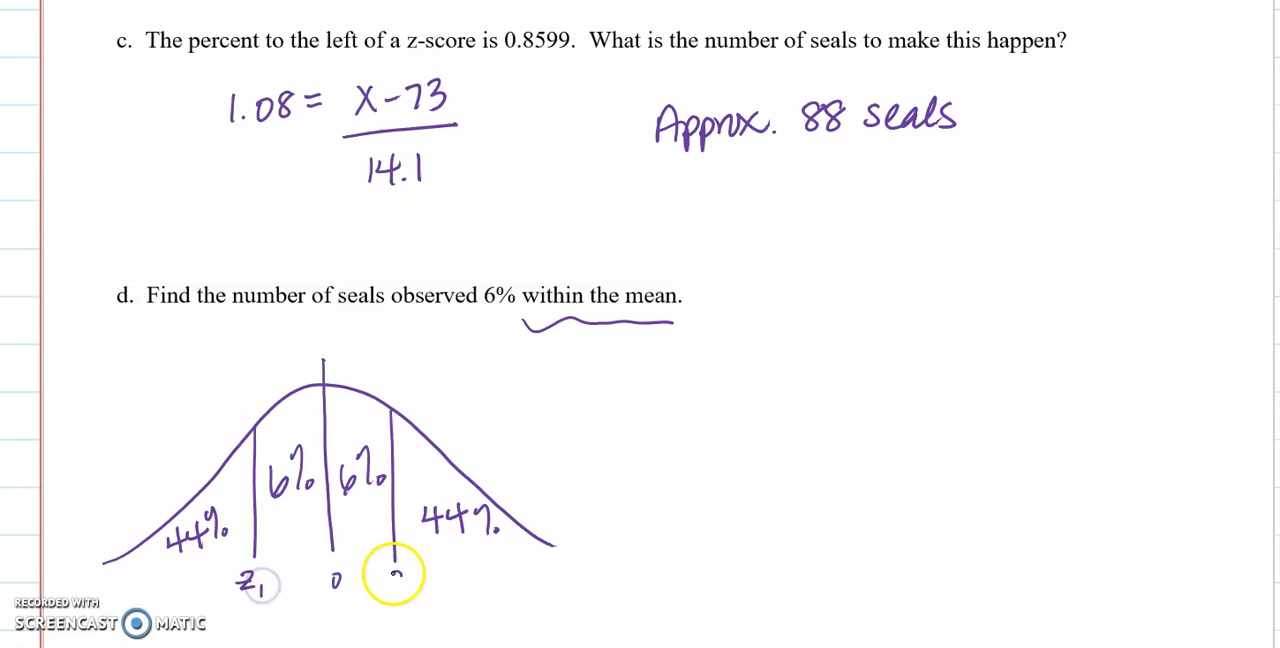 c. The percent to the left of a z-score is 0.8599. What is the number of seals to make this happen?
1.08 = X-73
14.1
Apprx. 88 seals
d. Find the number of seals observed 6% within the mean.
6% 6%
44% 44%
Z1 0
RECORDED WITH
SCREENCAST MATIC